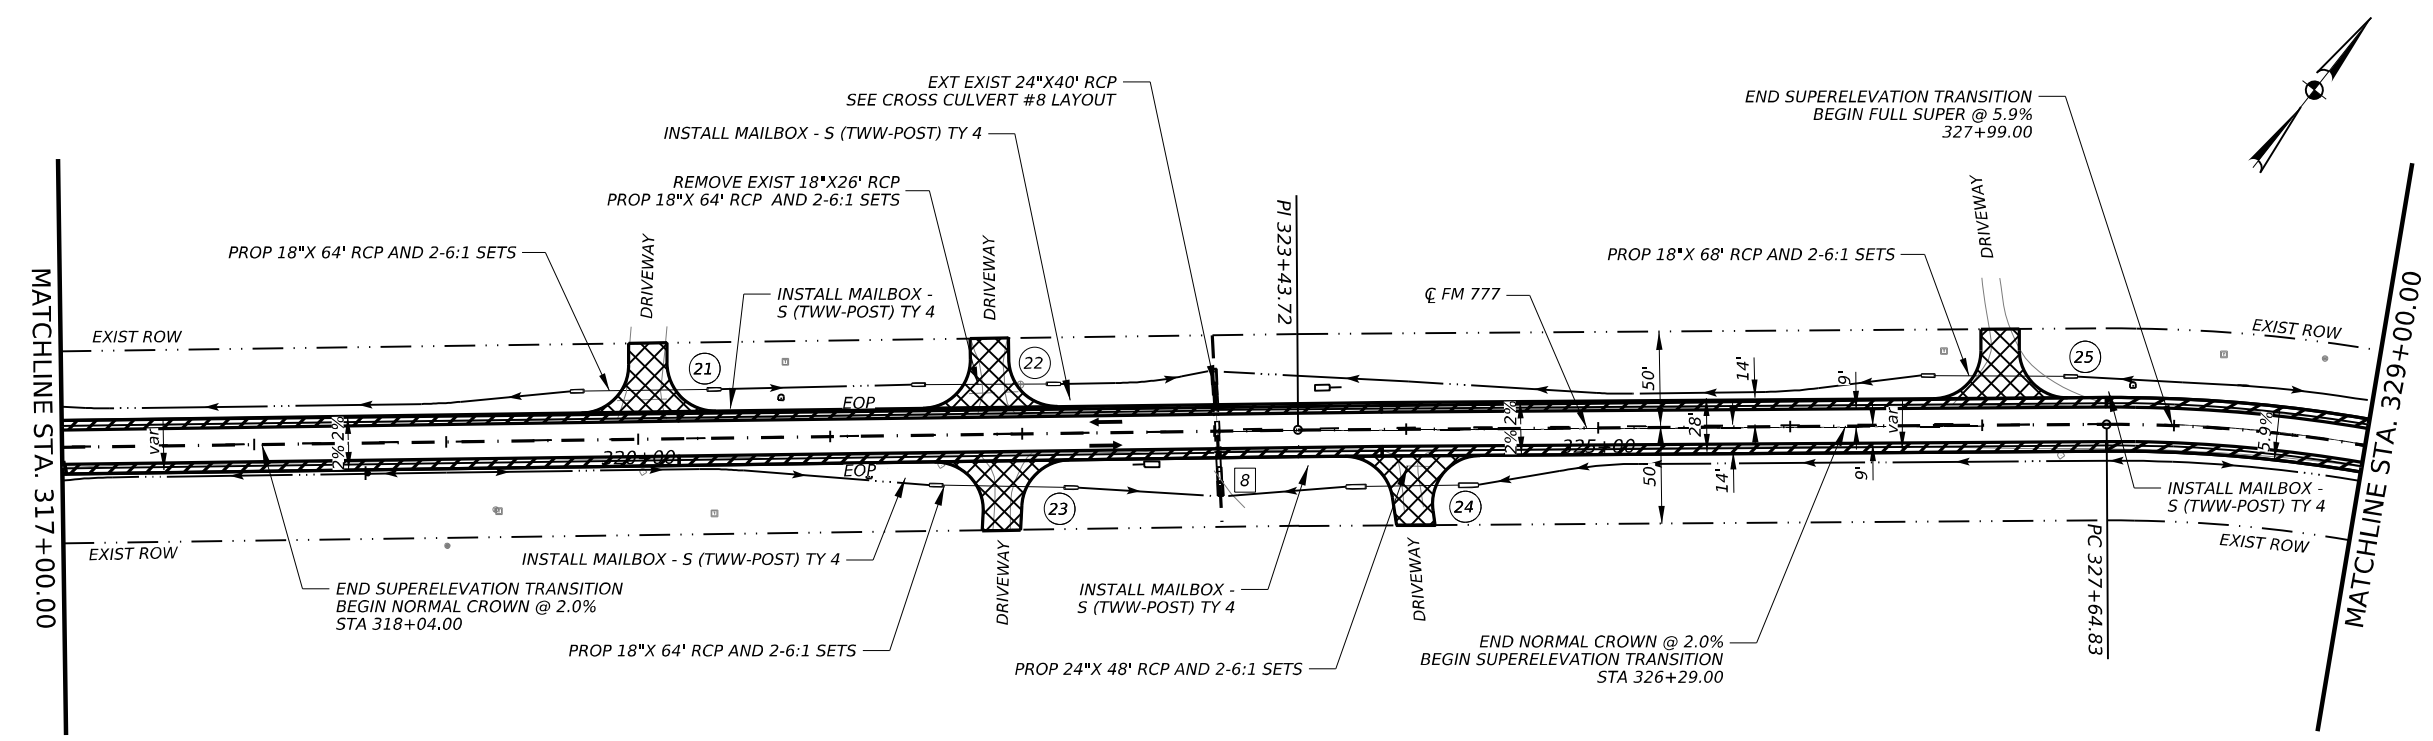 EXT EXIST 24"X40' RCP
SEE CROSS CULVERT #8 LAYOUT
INSTALL MAILBOX - S (TWW-POST) TY 4
REMOVE EXIST 18"X26' RCP
PROP 18"X 64' RCP  AND 2-6:1 SETS
PROP 18"X 64' RCP AND 2-6:1 SETS
DRIVEWAY
INSTALL MAILBOX -
S (TWW-POST) TY 4
DRIVEWAY
PI 323+43.72
℄ FM 777
END SUPERELEVATION TRANSITION
BEGIN FULL SUPER @ 5.9%
327+99.00
DRIVEWAY
PROP 18"X 68' RCP AND 2-6:1 SETS
MATCHLINE STA. 317+00.00
EXIST ROW
21
22
25
EXIST ROW
MATCHLINE STA. 329+00.00
EOP
50'
14'
9'
var
2%
2%
320+00
2%
2%
325+00
28'
var
5.9%
EOP
50'
14'
9'
8
23
24
EXIST ROW
INSTALL MAILBOX - S (TWW-POST) TY 4
END SUPERELEVATION TRANSITION
BEGIN NORMAL CROWN @ 2.0%
STA 318+04.00
PROP 18"X 64' RCP AND 2-6:1 SETS
DRIVEWAY
INSTALL MAILBOX -
S (TWW-POST) TY 4
PROP 24"X 48' RCP AND 2-6:1 SETS
DRIVEWAY
END NORMAL CROWN @ 2.0%
BEGIN SUPERELEVATION TRANSITION
STA 326+29.00
PC 327+64.83
INSTALL MAILBOX -
S (TWW-POST) TY 4
EXIST ROW